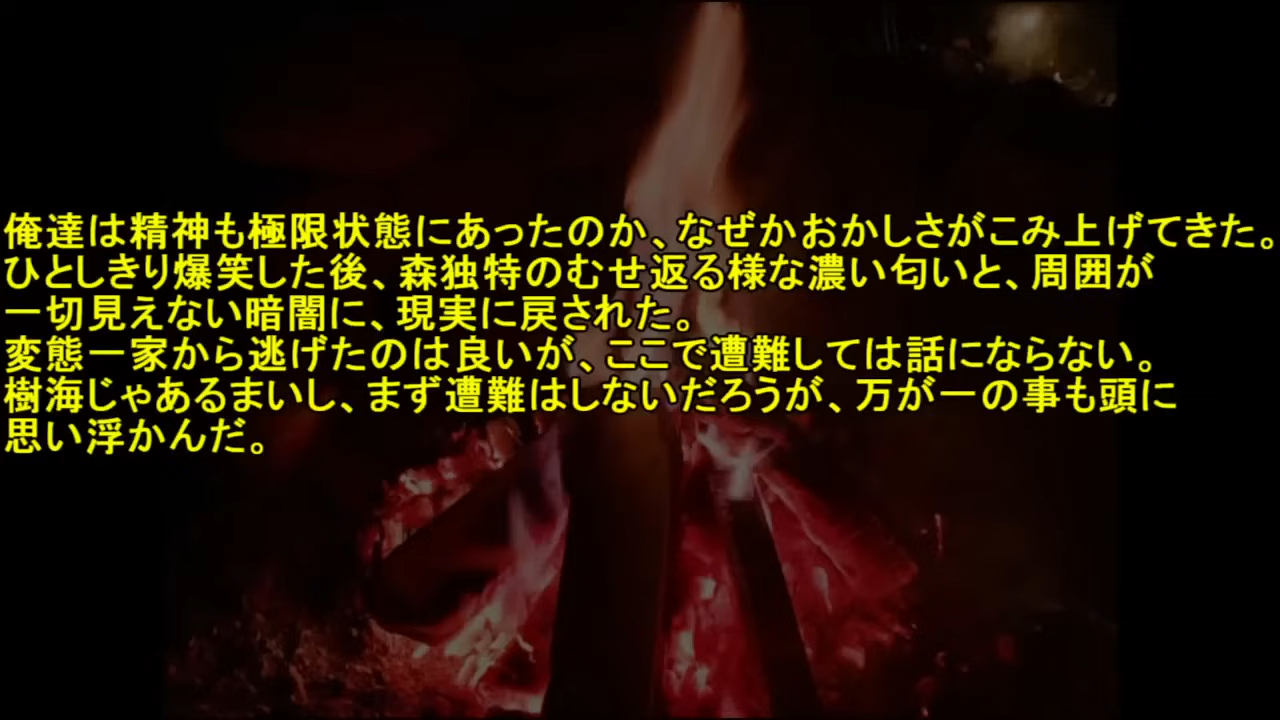 俺達は精神も極限状態にあったのか、なぜかおかしさがこみ上げてきた。
ひとしきり爆笑した後、森独特のむせ返る様な濃い匂いと、周囲が
一切見えない暗闇に、現実に戻された。
変態一家から逃げたのは良いが、ここで遭難しては話にならない。
樹海じゃあるまいし、まず遭難はしないだろうが、万が一の事も頭に
思い浮かんだ。